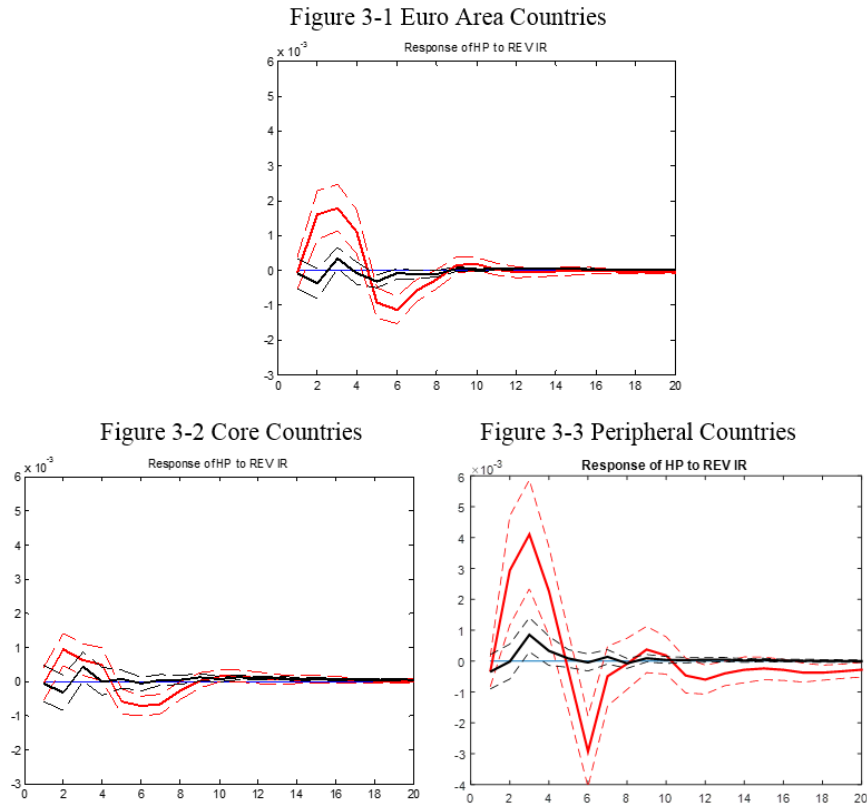 Figure 3-1 Euro Area Countries
Response of HP to REV IR
x 10^-3
6
5
4
3
2
1
0
-1
-2
-3
0 2 4 6 8 10 12 14 16 18 20
Figure 3-2 Core Countries
Response of HP to REV IR
x 10^-3
6
5
4
3
2
1
0
-1
-2
-3
0 2 4 6 8 10 12 14 16 18 20
Figure 3-3 Peripheral Countries
Response of HP to REV IR
×10^-3
6
5
4
3
2
1
0
-1
-2
-3
-4
0 2 4 6 8 10 12 14 16 18 20